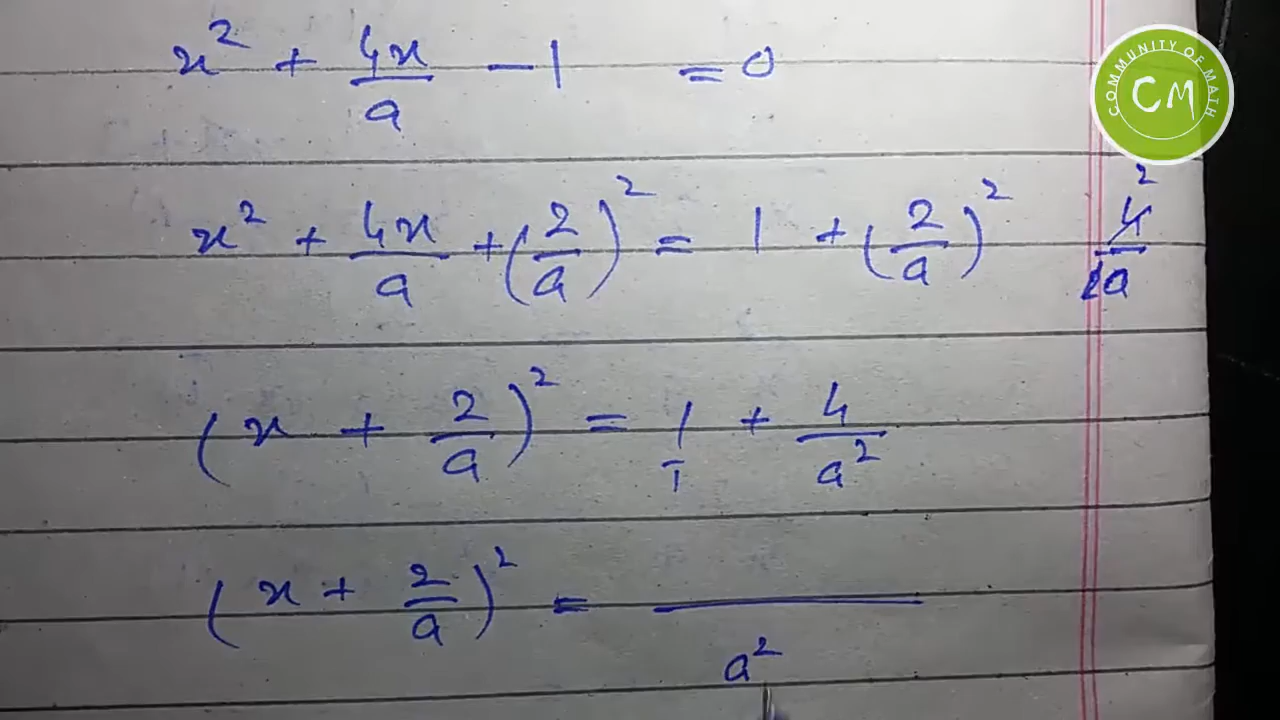 COMMUNITY OF MATH
CM
x² + 4x/a - 1 = 0
x² + 4x/a + (2/a)² = 1 + (2/a)² 4/2a 2
(x + 2/a)² = 1/1 + 4/a²
(x + 2/a)² = /a²